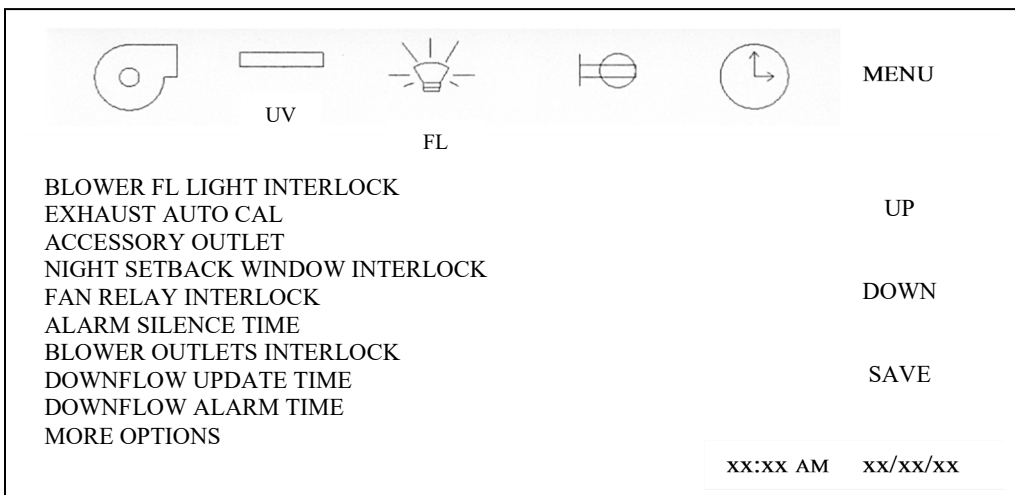 MENU
UV
FL
BLOWER FL LIGHT INTERLOCK
EXHAUST AUTO CAL
ACCESSORY OUTLET
NIGHT SETBACK WINDOW INTERLOCK
FAN RELAY INTERLOCK
ALARM SILENCE TIME
BLOWER OUTLETS INTERLOCK
DOWNFLOW UPDATE TIME
DOWNFLOW ALARM TIME
MORE OPTIONS
UP
DOWN
SAVE
xx:xx AM xx/xx/xx